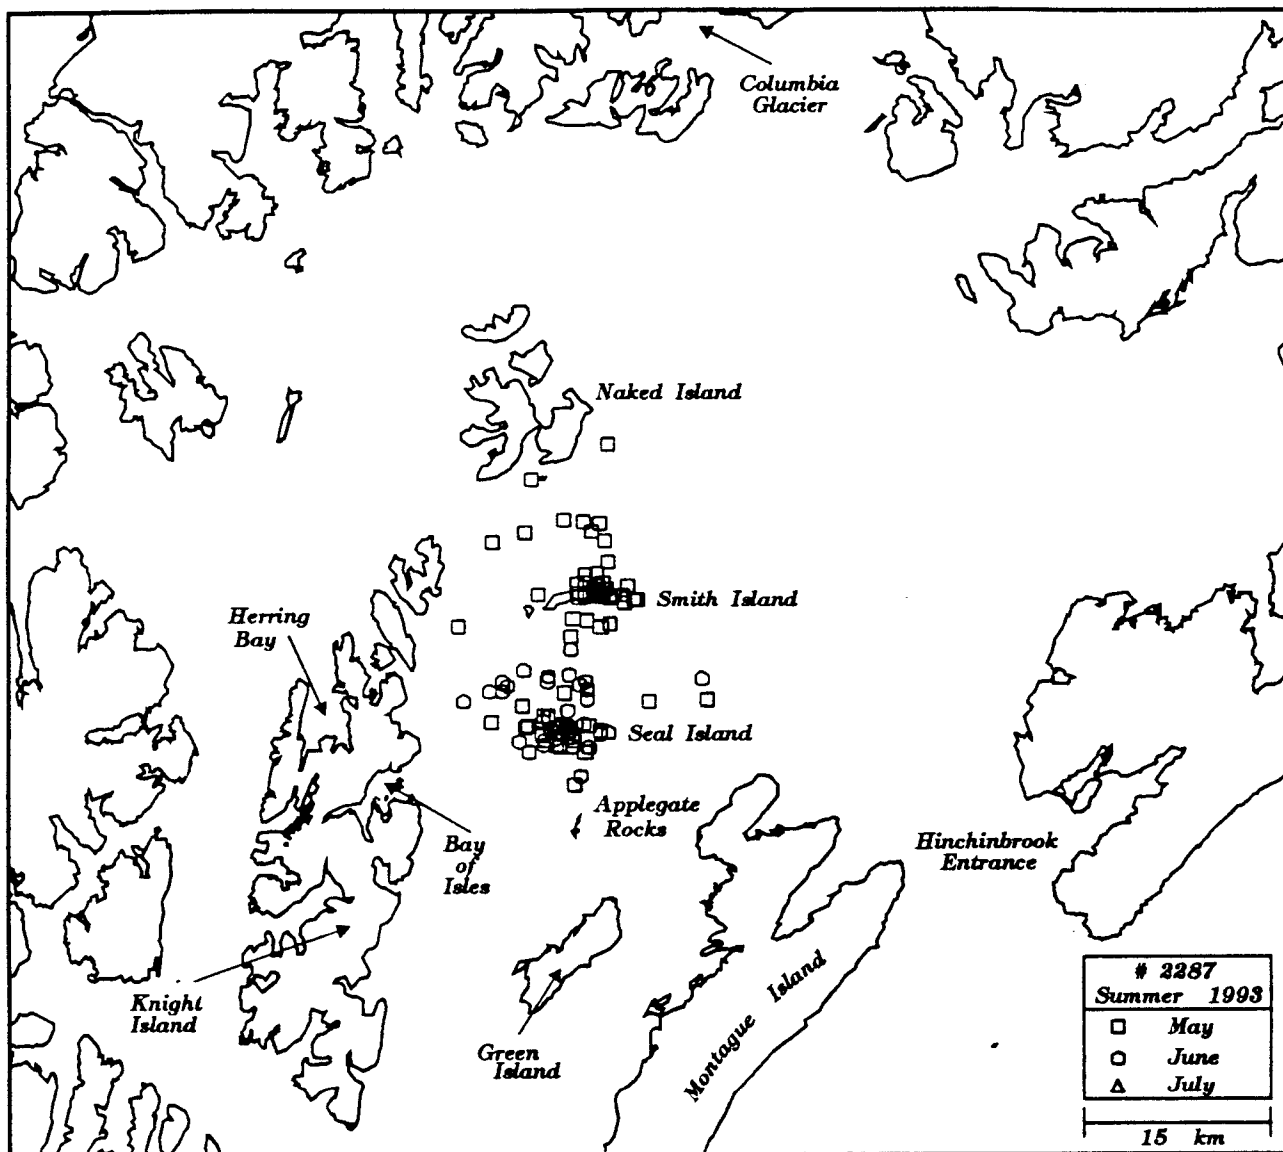 Columbia
Glacier
Naked Island
Smith Island
Herring
Bay
Seal Island
Applegate
Rocks
Bay
of
Isles
Hinchinbrook
Entrance
Knight
Island
Green
Island
Montague Island
# 2287
Summer 1993
May
June
July
15 km